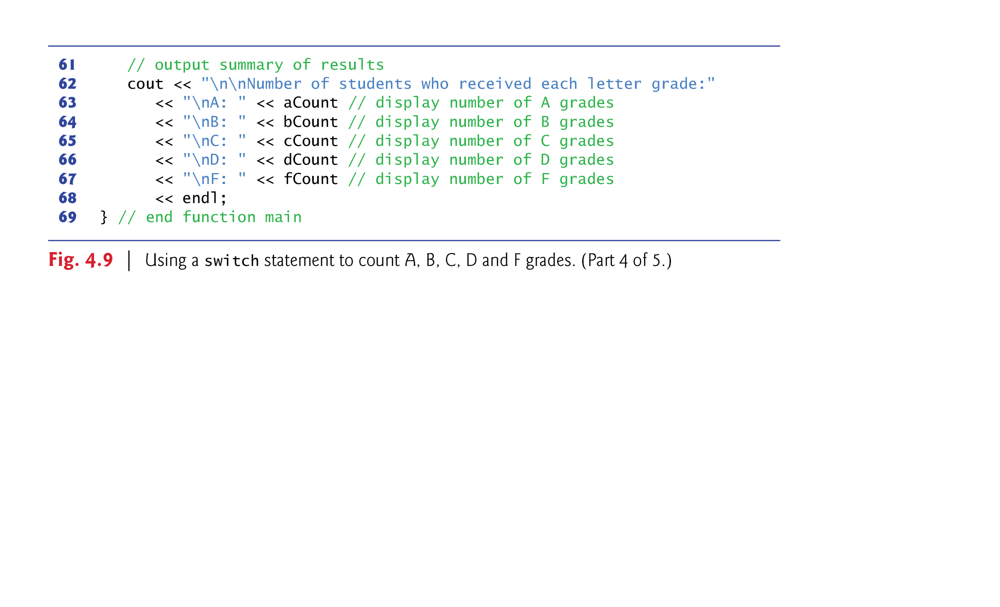 61 // output summary of results
62 cout << "\n\nNumber of students who received each letter grade:"
63 << "\nA: " << aCount // display number of A grades
64 << "\nB: " << bCount // display number of B grades
65 << "\nC: " << cCount // display number of C grades
66 << "\nD: " << dCount // display number of D grades
67 << "\nF: " << fCount // display number of F grades
68 << endl;
69 } // end function main
Fig. 4.9 | Using a switch statement to count A, B, C, D and F grades. (Part 4 of 5.)